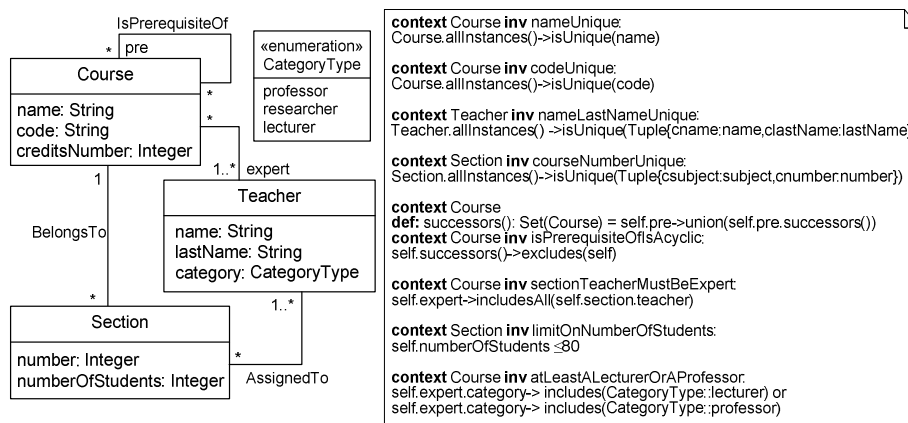 IsPrerequisiteOf
* pre
Course
*
name: String
code: String
creditsNumber: Integer
*
«enumeration»
CategoryType
professor
researcher
lecturer
1
1..* expert
Teacher
name: String
lastName: String
category: CategoryType
BelongsTo
*
1..*
Section
number: Integer
numberOfStudents: Integer
*
AssignedTo
context Course inv nameUnique:
Course.allInstances()->isUnique(name)
context Course inv codeUnique:
Course.allInstances()->isUnique(code)
context Teacher inv nameLastNameUnique:
Teacher.allInstances() ->isUnique(Tuple{cname:name,clastName:lastName}
context Section inv courseNumberUnique:
Section.allInstances()->isUnique(Tuple{csubject:subject,cnumber:number})
context Course
def: successors(): Set(Course) = self.pre->union(self.pre.successors())
context Course inv isPrerequisiteOfIsAcyclic:
self.successors()->excludes(self)
context Course inv sectionTeacherMustBeExpert:
self.expert->includesAll(self.section.teacher)
context Section inv limitOnNumberOfStudents:
self.numberOfStudents ≤80
context Course inv atLeastALecturerOrAProfessor:
self.expert.category-> includes(CategoryType::lecturer) or
self.expert.category-> includes(CategoryType::professor)